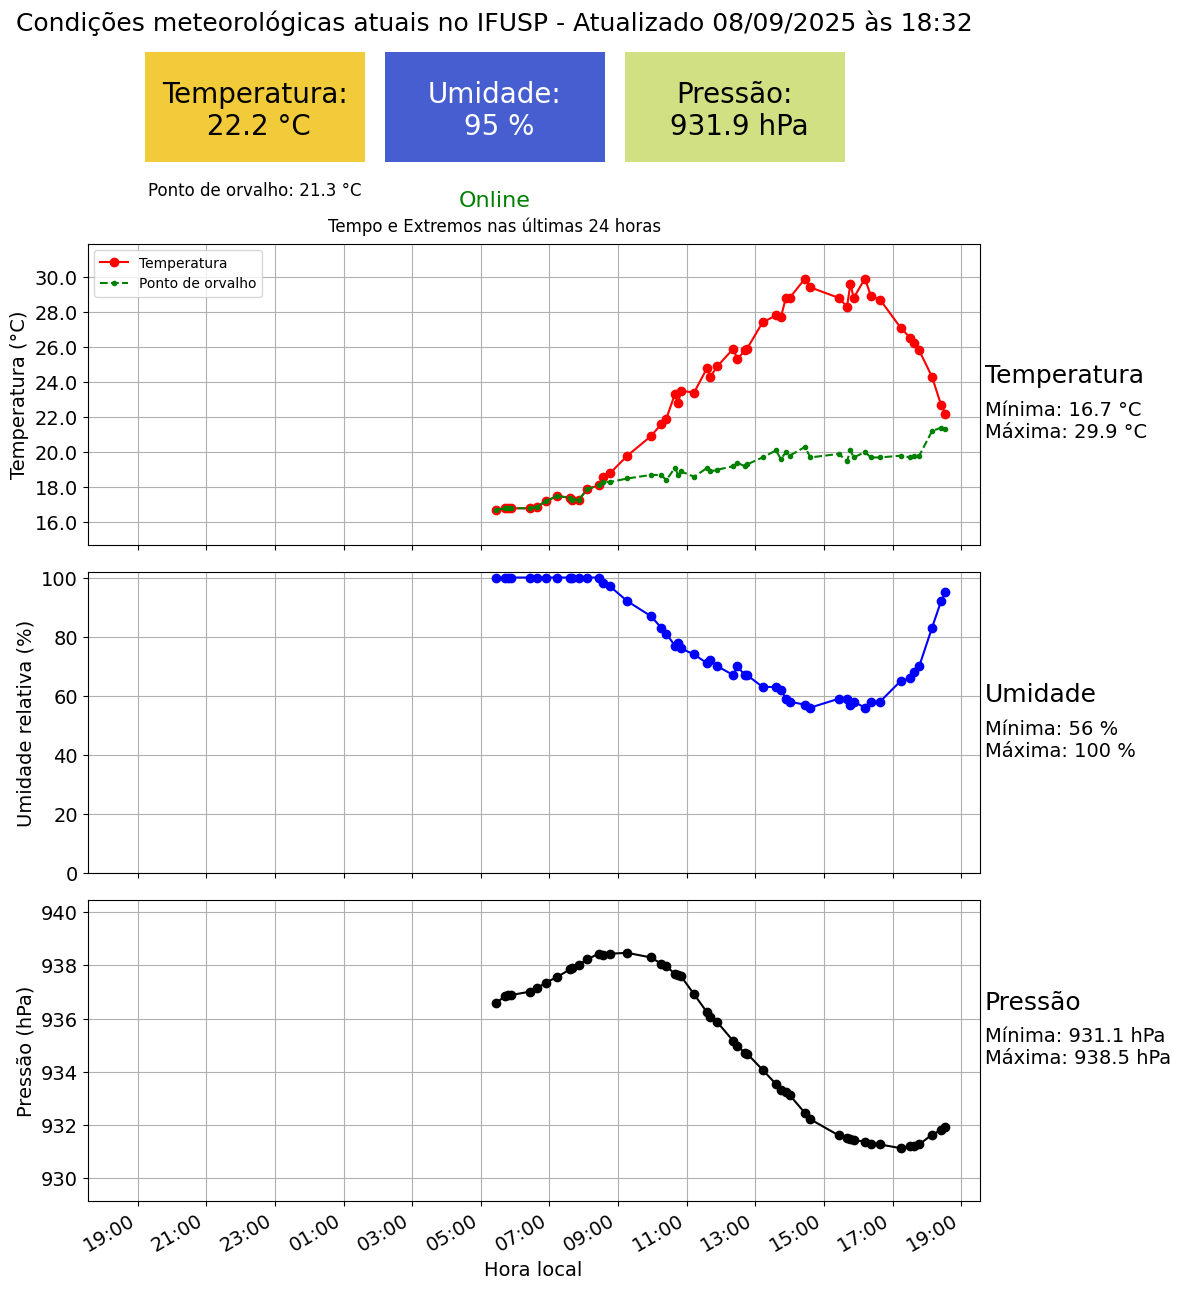 Condições meteorológicas atuais no IFUSP - Atualizado 08/09/2025 às 18:32
Temperatura:
22.2 °C
Umidade:
95 %
Pressão:
931.9 hPa
Ponto de orvalho: 21.3 °C
Online
Tempo e Extremos nas últimas 24 horas
Temperatura
Ponto de orvalho
Temperatura (°C)
30.0
28.0
26.0
24.0
22.0
20.0
18.0
16.0
Temperatura
Mínima: 16.7 °C
Máxima: 29.9 °C
Umidade relativa (%)
100
80
60
40
20
0
Umidade
Mínima: 56 %
Máxima: 100 %
Pressão (hPa)
940
938
936
934
932
930
Pressão
Mínima: 931.1 hPa
Máxima: 938.5 hPa
19:00
21:00
23:00
01:00
03:00
05:00
07:00
09:00
11:00
13:00
15:00
17:00
19:00
Hora local